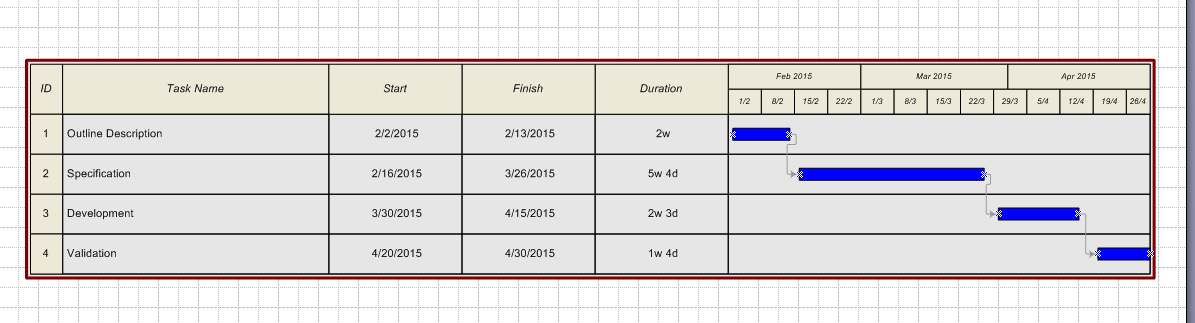 ID Task Name Start Finish Duration Feb 2015 Mar 2015 Apr 2015
1/2 8/2 15/2 22/2 1/3 8/3 15/3 22/3 29/3 5/4 12/4 19/4 26/4
1 Outline Description 2/2/2015 2/13/2015 2w
2 Specification 2/16/2015 3/26/2015 5w 4d
3 Development 3/30/2015 4/15/2015 2w 3d
4 Validation 4/20/2015 4/30/2015 1w 4d